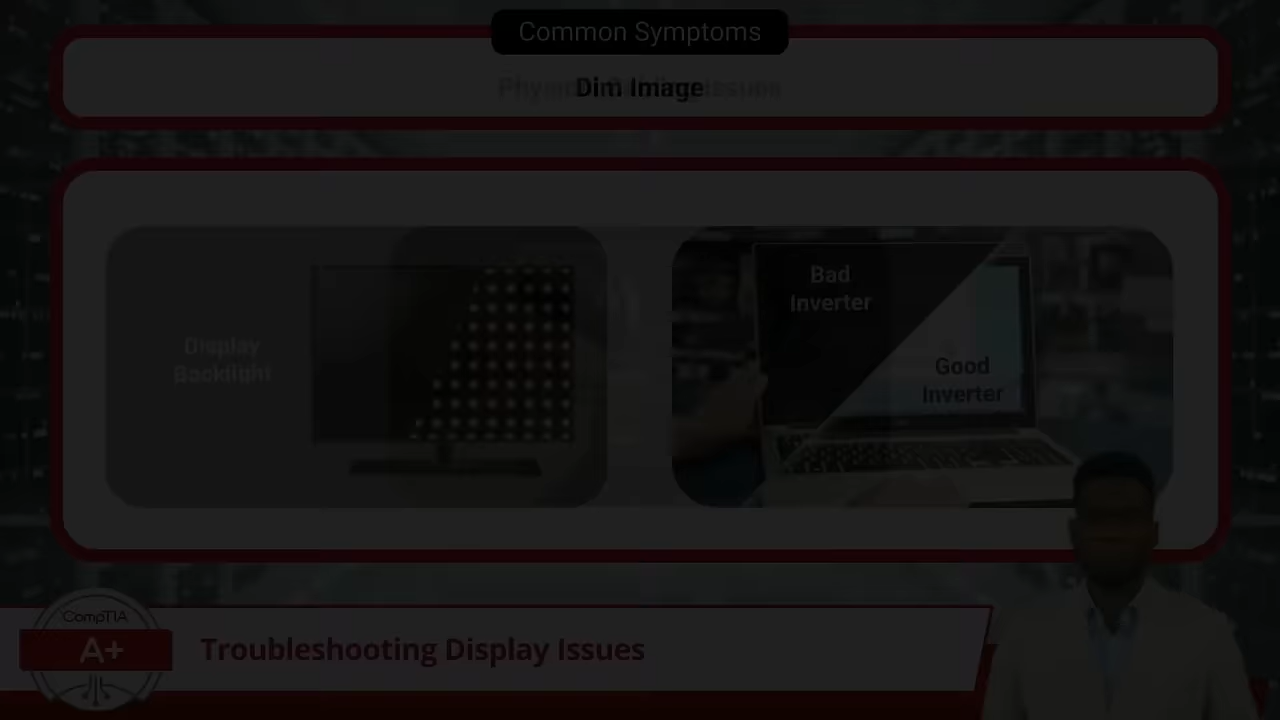 Common Symptoms
Dim Image
Display
Backlight
Bad
Inverter
Good
Inverter
CompTIA
A+
Troubleshooting Display Issues